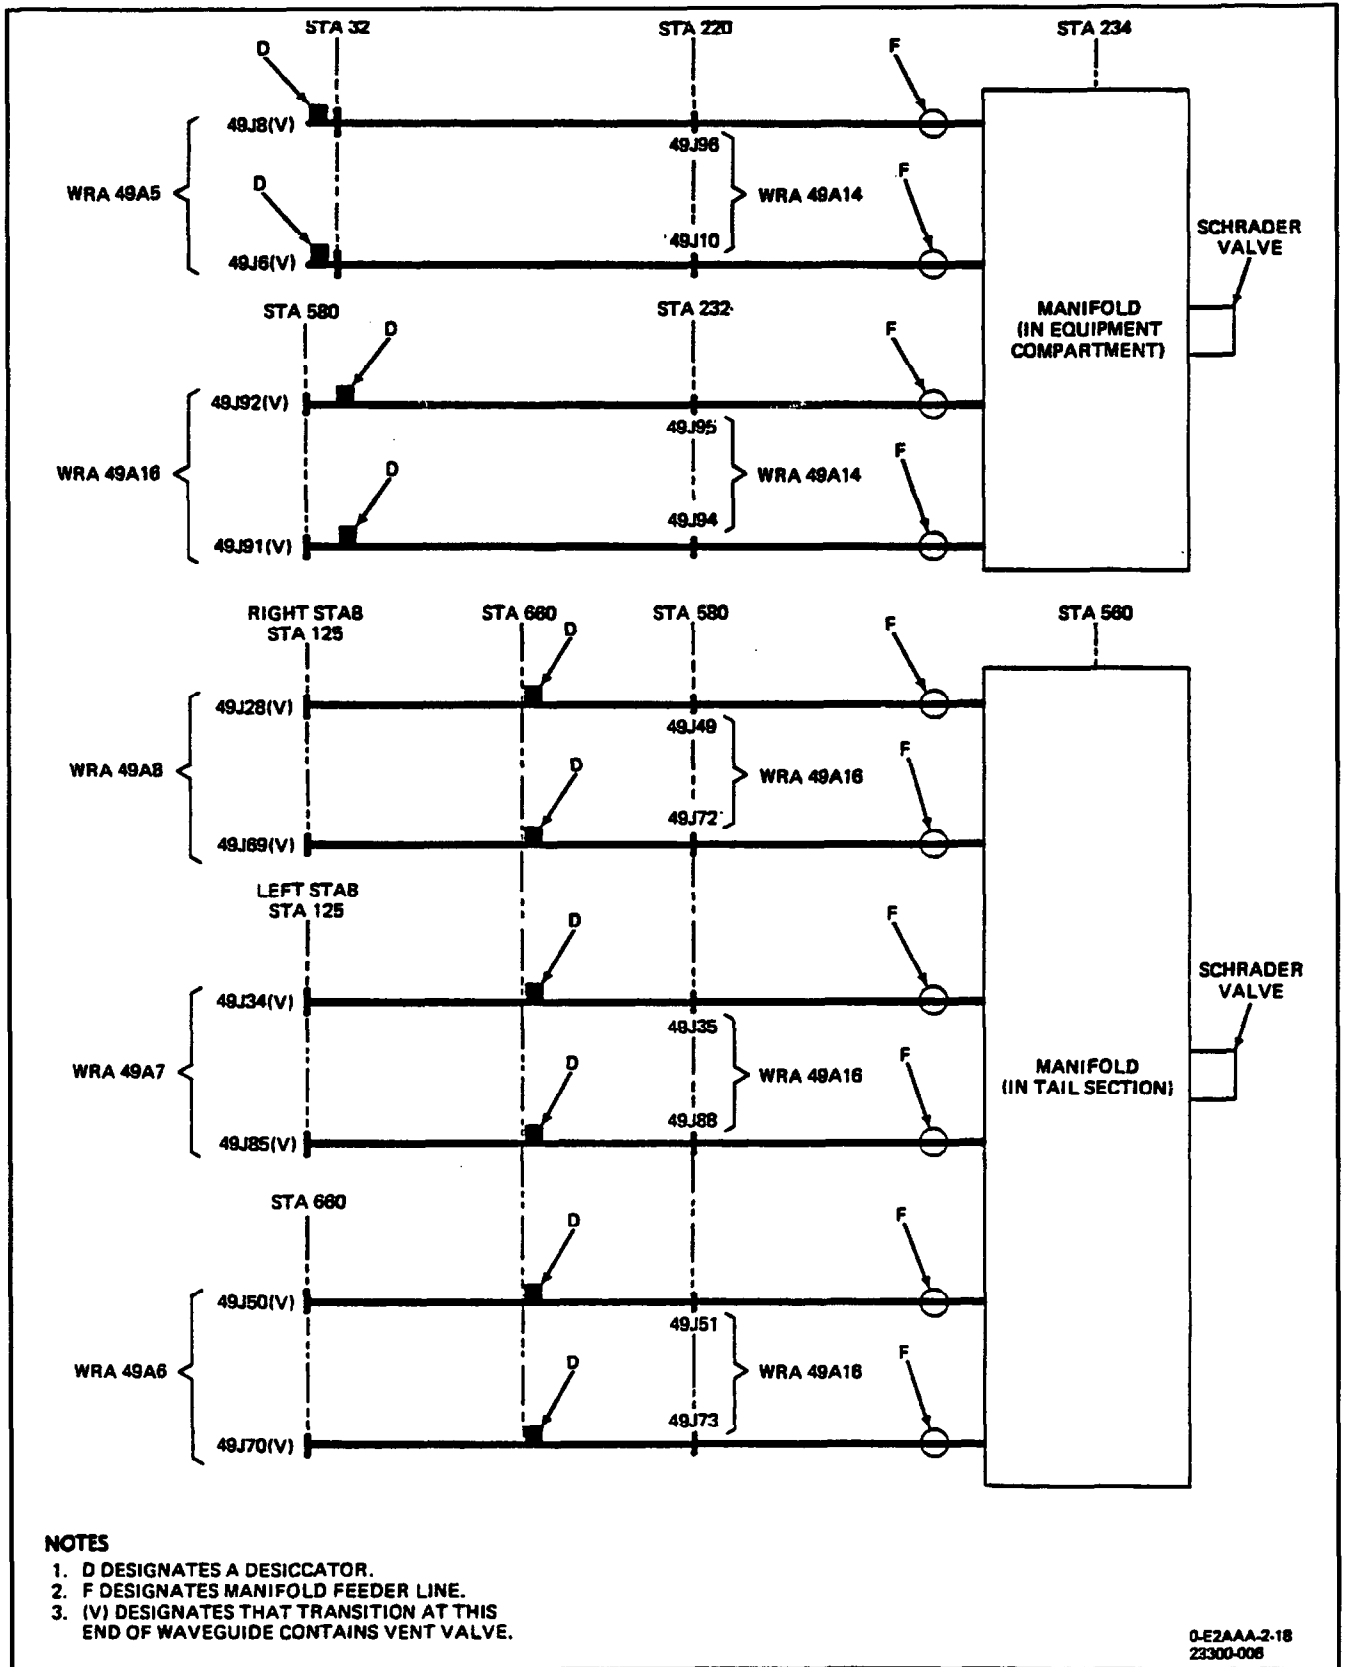 STA 32
STA 220
STA 234
D
F
49J8(V)
49J96
WRA 49A5
D
WRA 49A14
F
49J10
49J6(V)
SCHRADER
VALVE
STA 580
STA 232
MANIFOLD
(IN EQUIPMENT
COMPARTMENT)
D
F
49J92(V)
49J95
WRA 49A16
D
WRA 49A14
F
49J94
49J91(V)
RIGHT STAB
STA 125
STA 660
STA 580
STA 560
D
F
49J28(V)
49J49
WRA 49A8
D
WRA 49A16
F
49J72
49J69(V)
LEFT STAB
STA 125
D
F
49J34(V)
49J35
SCHRADER
VALVE
WRA 49A7
D
WRA 49A16
F
MANIFOLD
(IN TAIL SECTION)
49J88
49J85(V)
STA 660
D
F
49J50(V)
49J51
WRA 49A6
D
WRA 49A16
F
49J73
49J70(V)
NOTES
1. D DESIGNATES A DESICCATOR.
2. F DESIGNATES MANIFOLD FEEDER LINE.
3. (V) DESIGNATES THAT TRANSITION AT THIS
END OF WAVEGUIDE CONTAINS VENT VALVE.
0-E2AAA-2-18
23300-006